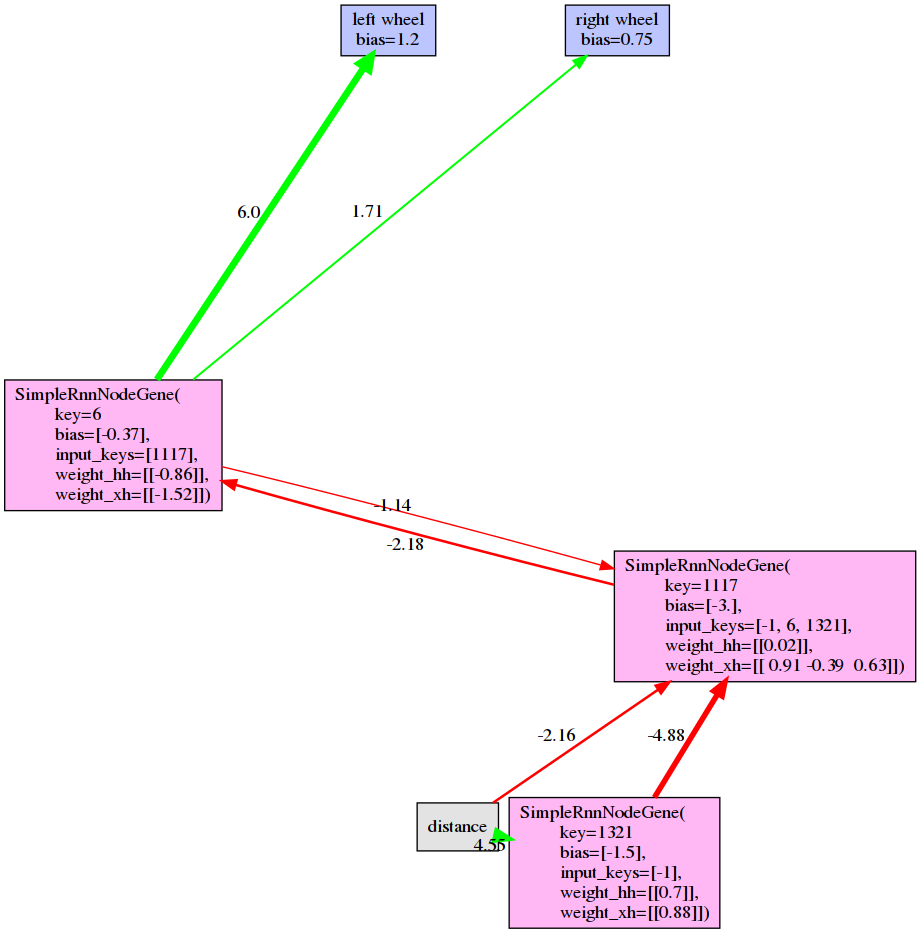 left wheel
bias=1.2
right wheel
bias=0.75
6.0
1.71
SimpleRnnNodeGene(
key=6
bias=[-0.37],
input_keys=[1117],
weight_hh=[[-0.86]],
weight_xh=[[-1.52]])
-1.14
-2.18
SimpleRnnNodeGene(
key=1117
bias=[-3.],
input_keys=[-1, 6, 1321],
weight_hh=[[0.02]],
weight_xh=[[ 0.91 -0.39  0.63]])
-2.16
-4.88
distance
4.55
SimpleRnnNodeGene(
key=1321
bias=[-1.5],
input_keys=[-1],
weight_hh=[[0.7]],
weight_xh=[[0.88]])